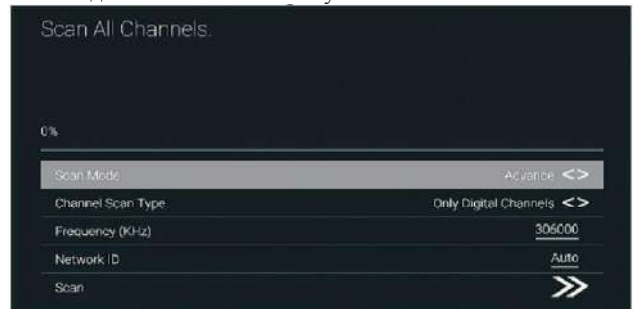 Scan All Channels.
0%
Scan Mode Advance <>
Channel Scan Type Only Digital Channels <>
Frequency (KHz) 306000
Network ID Auto
Scan >>